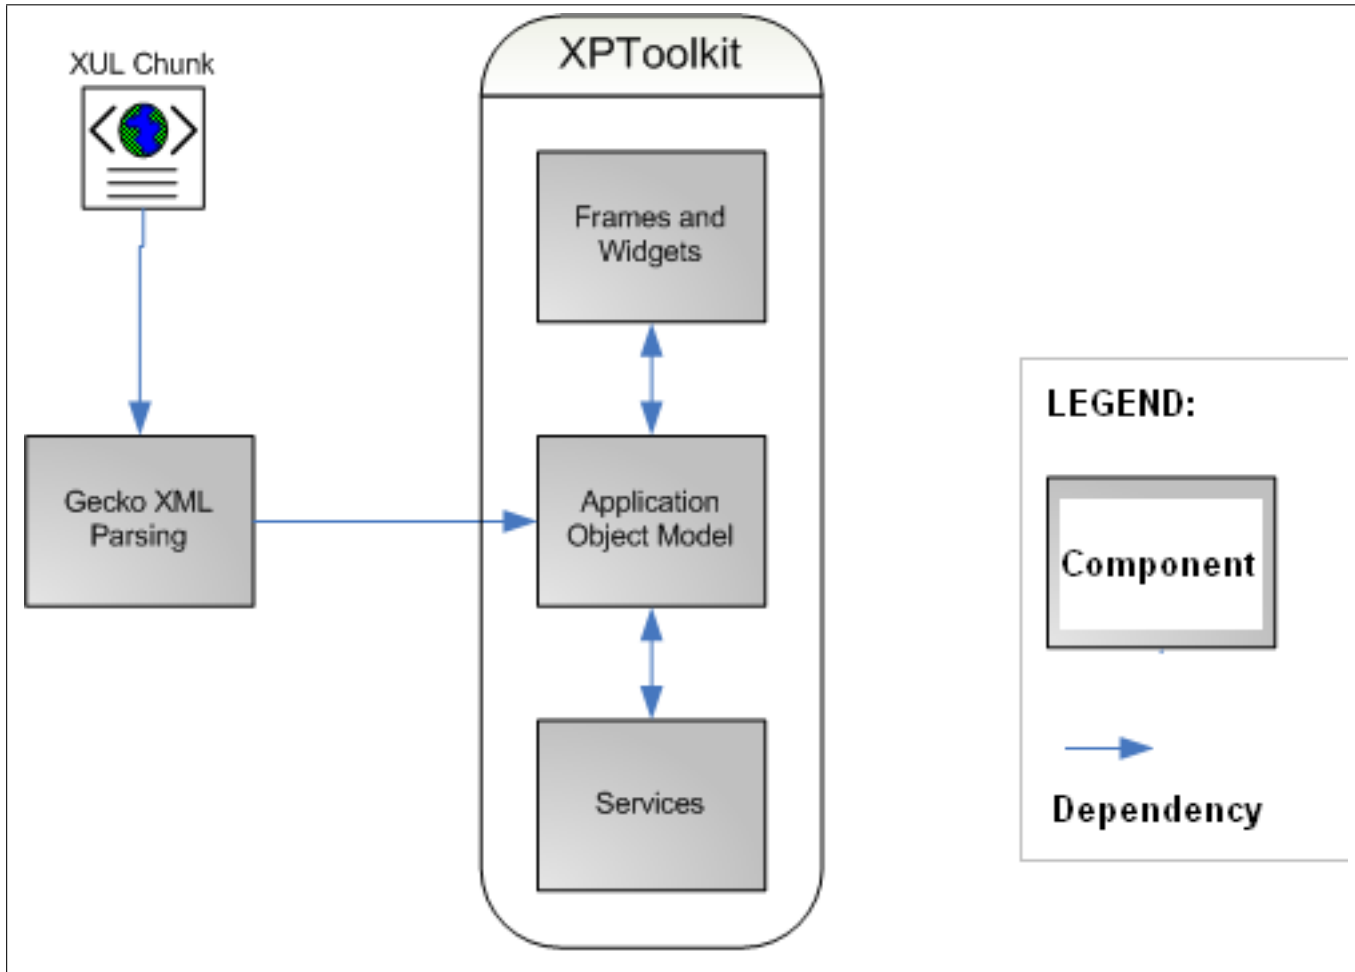 XUL Chunk
XPToolkit
Frames and
Widgets
Gecko XML
Parsing
Application
Object Model
Services
LEGEND:
Component
Dependency